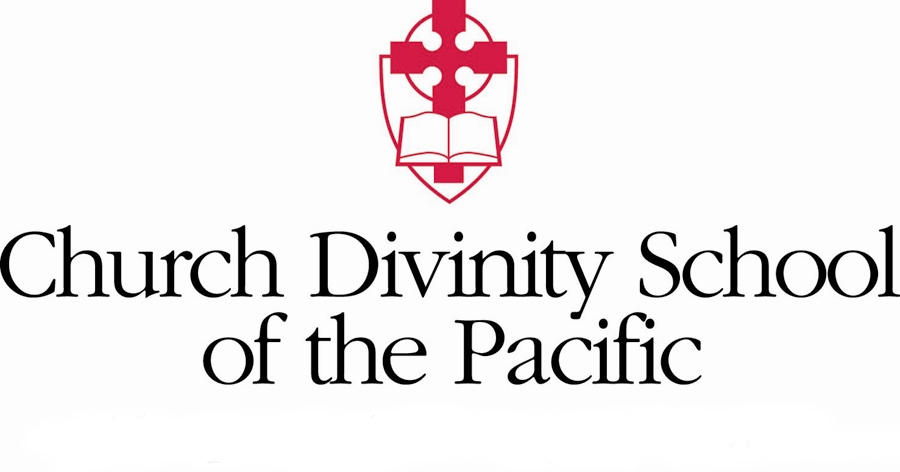 Church Divinity School
of the Pacific